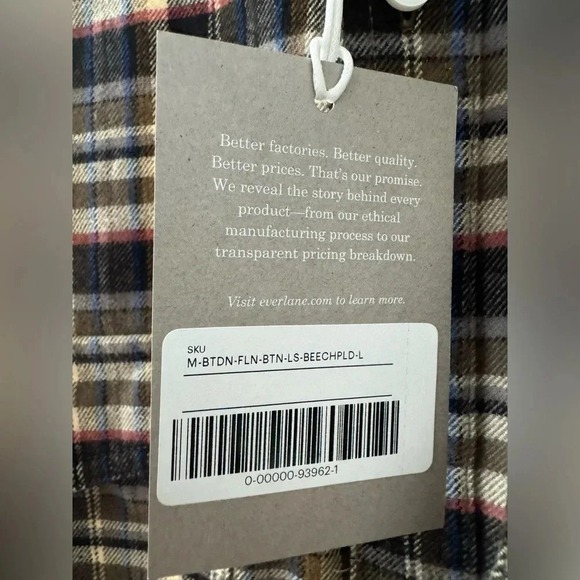 Better factories. Better quality.
Better prices. That's our promise.
We reveal the story behind every
product—from our ethical
manufacturing process to our
transparent pricing breakdown.
Visit everlane.com to learn more.
SKU
M-BTDN-FLN-BTN-LS-BEECHPLD-L
0-00000-93962-1